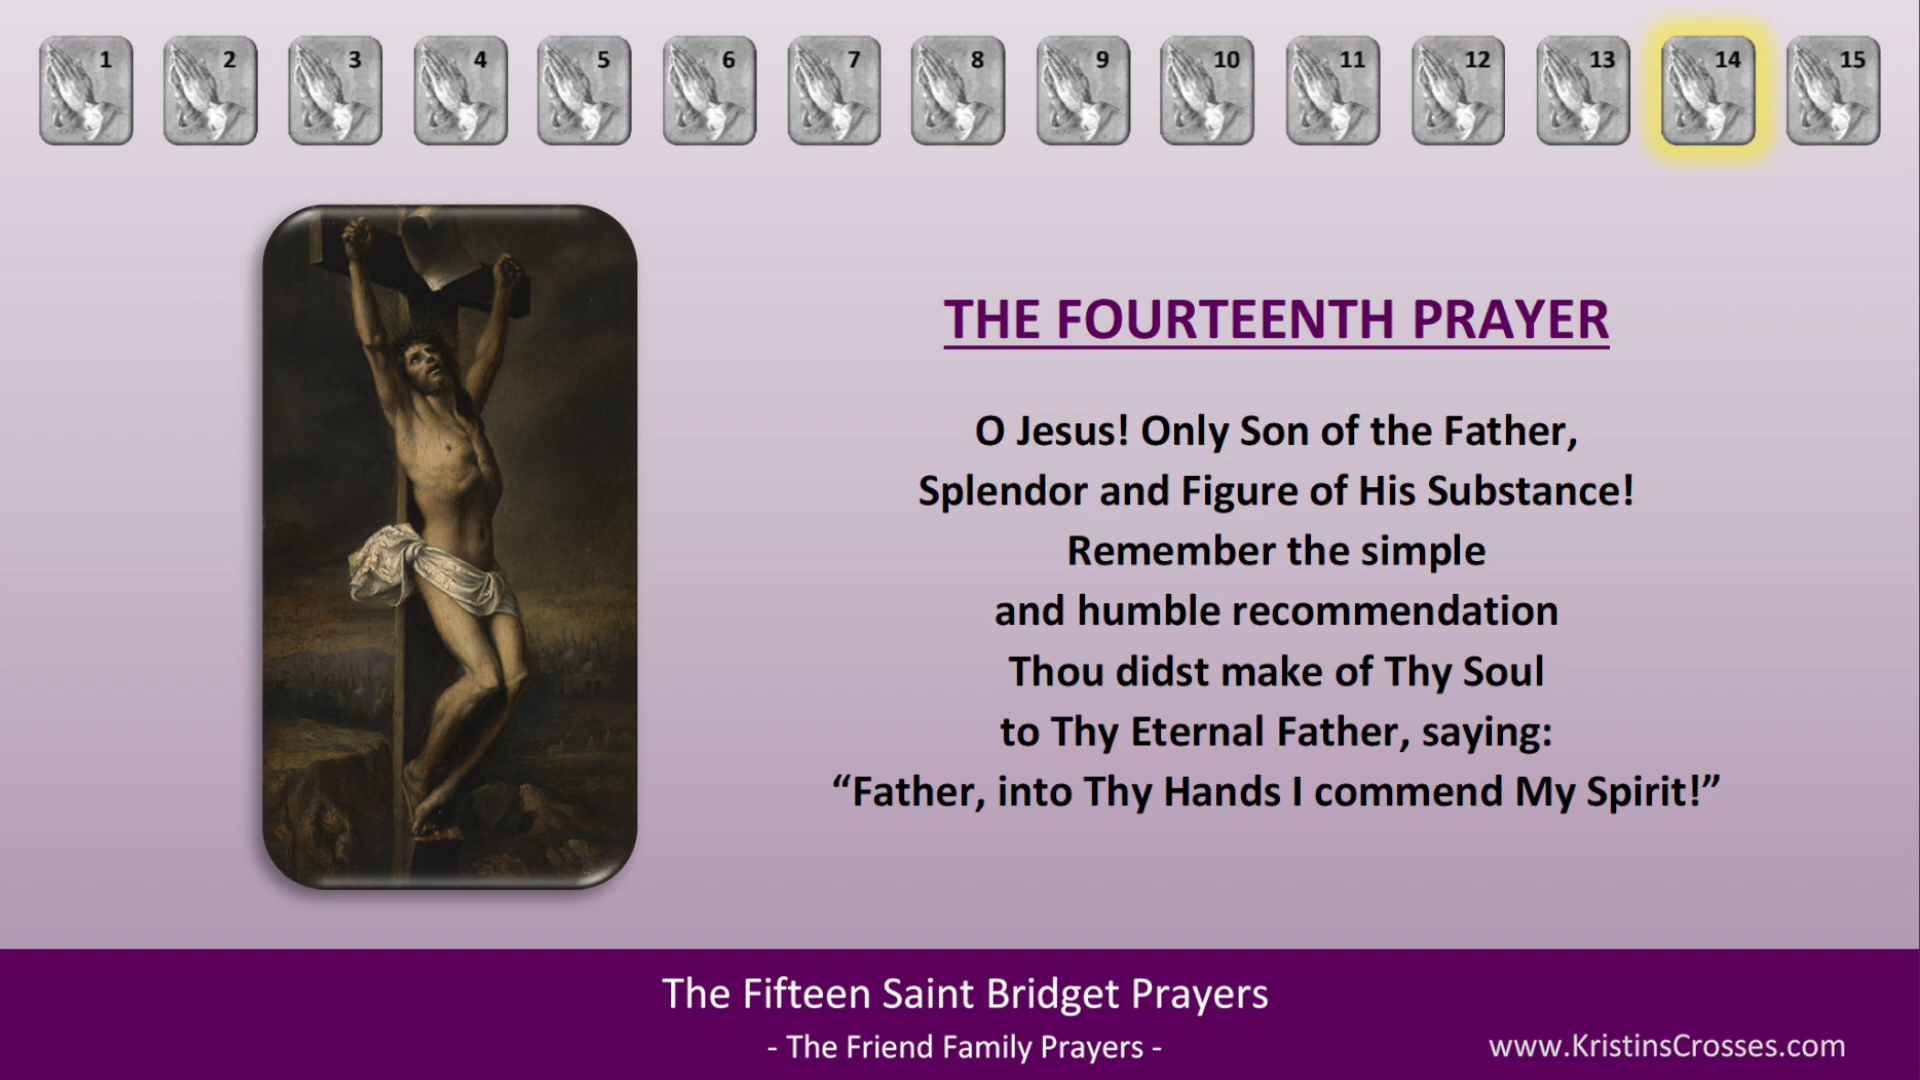 1 2 3 4 5 6 7 8 9 10 11 12 13 14 15
THE FOURTEENTH PRAYER
O Jesus! Only Son of the Father,
Splendor and Figure of His Substance!
Remember the simple
and humble recommendation
Thou didst make of Thy Soul
to Thy Eternal Father, saying:
“Father, into Thy Hands I commend My Spirit!”
The Fifteen Saint Bridget Prayers
- The Friend Family Prayers -
www.KristinsCrosses.com